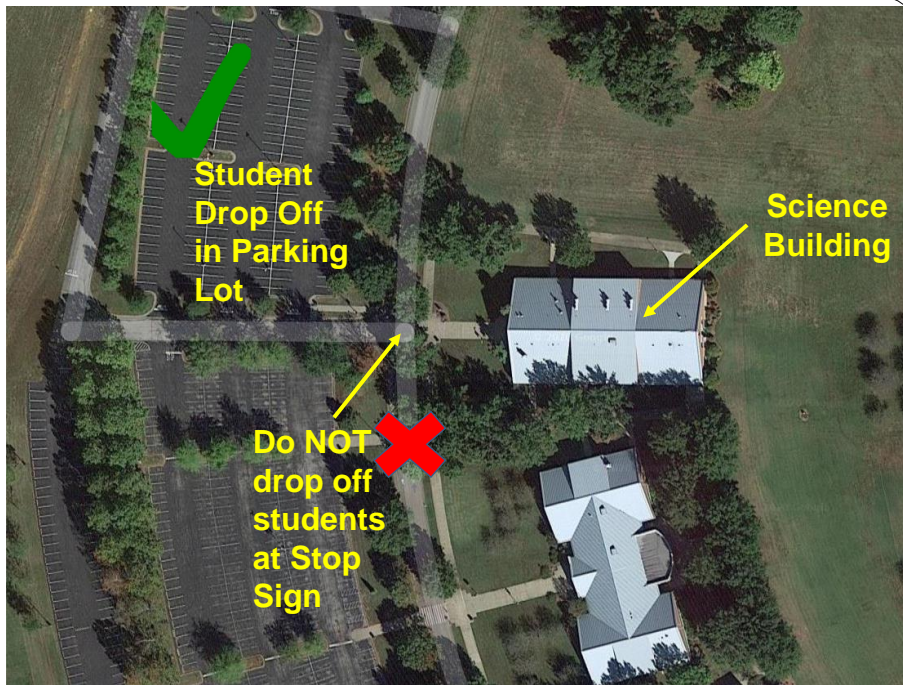 Student
Drop Off
in Parking
Lot
Science
Building
Do NOT
drop off
students
at Stop
Sign